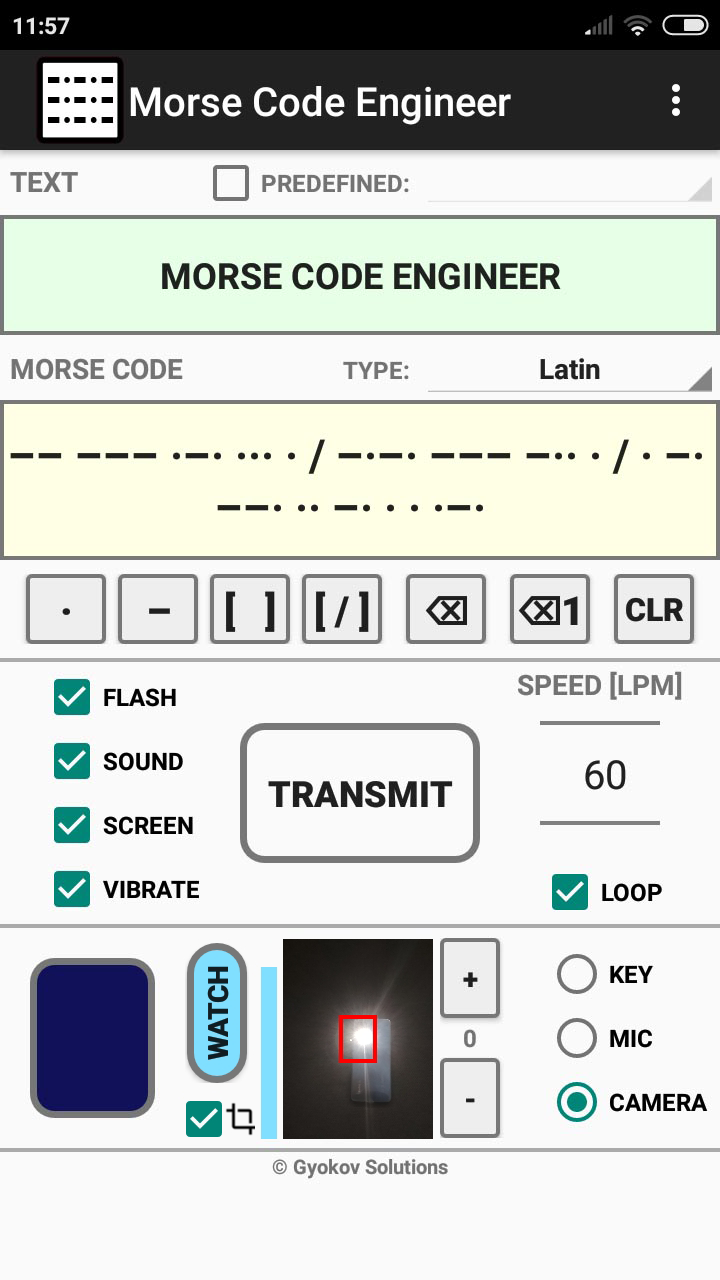 11:57
Morse Code Engineer
TEXT
PREDEFINED:
MORSE CODE ENGINEER
MORSE CODE
TYPE:
Latin
−− −−− ·−· ··· · / −·−· −−− −·· · / · −·
−−· ·· −· · · ·−·
· − [ ] [ / ] ⌫ ⌫1 CLR
FLASH
SOUND
SCREEN
VIBRATE
TRANSMIT
SPEED [LPM]
60
LOOP
WATCH
+
0
-
KEY
MIC
CAMERA
© Gyokov Solutions